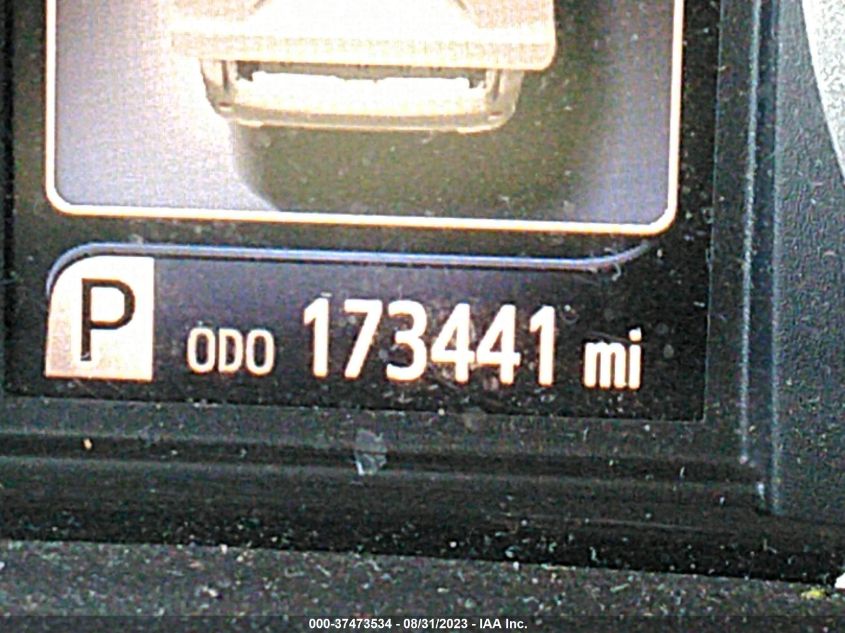 P ODO 173441 mi
000-37473534 - 08/31/2023 - IAA Inc.